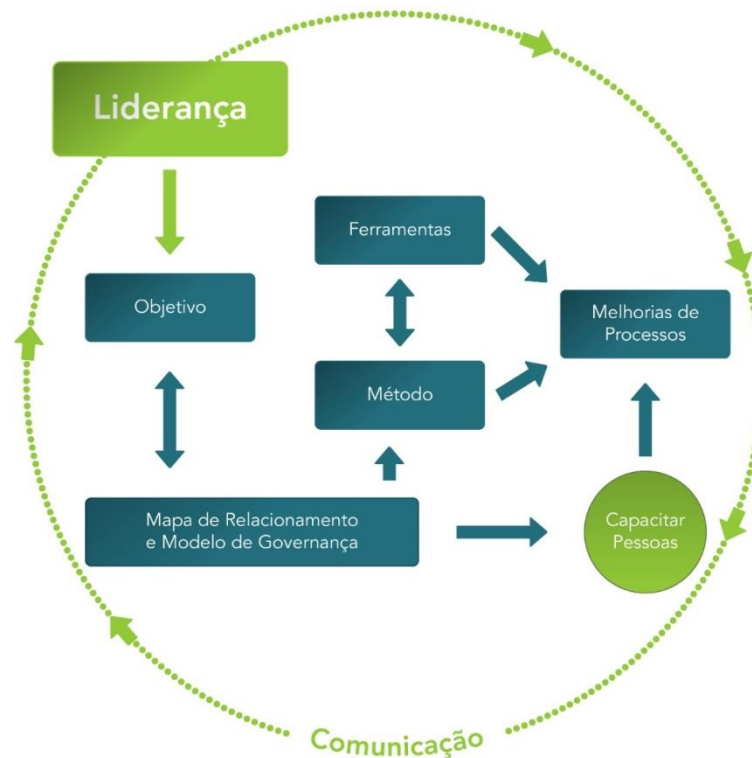 Liderança
Ferramentas
Objetivo
Melhorias de
Processos
Método
Mapa de Relacionamento
e Modelo de Governança
Capacitar
Pessoas
Comunicação